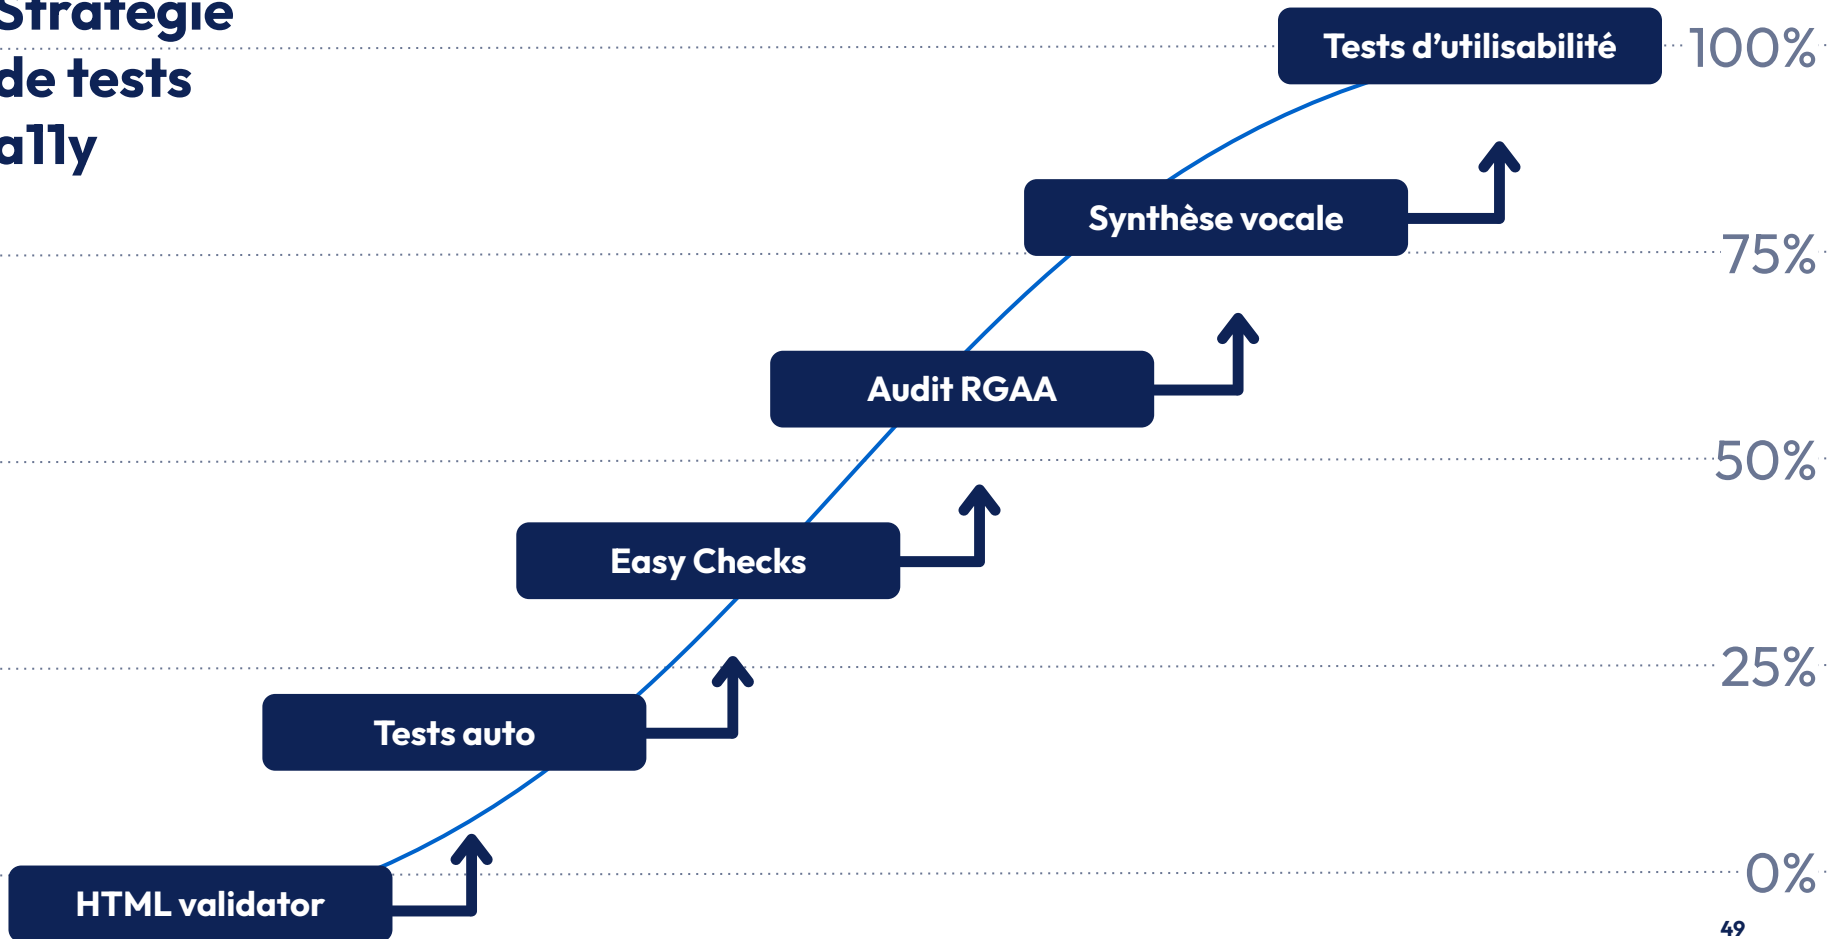 Stratégie
de tests
a11y
Tests d’utilisabilité
100%
Synthèse vocale
75%
Audit RGAA
50%
Easy Checks
25%
Tests auto
0%
HTML validator
49